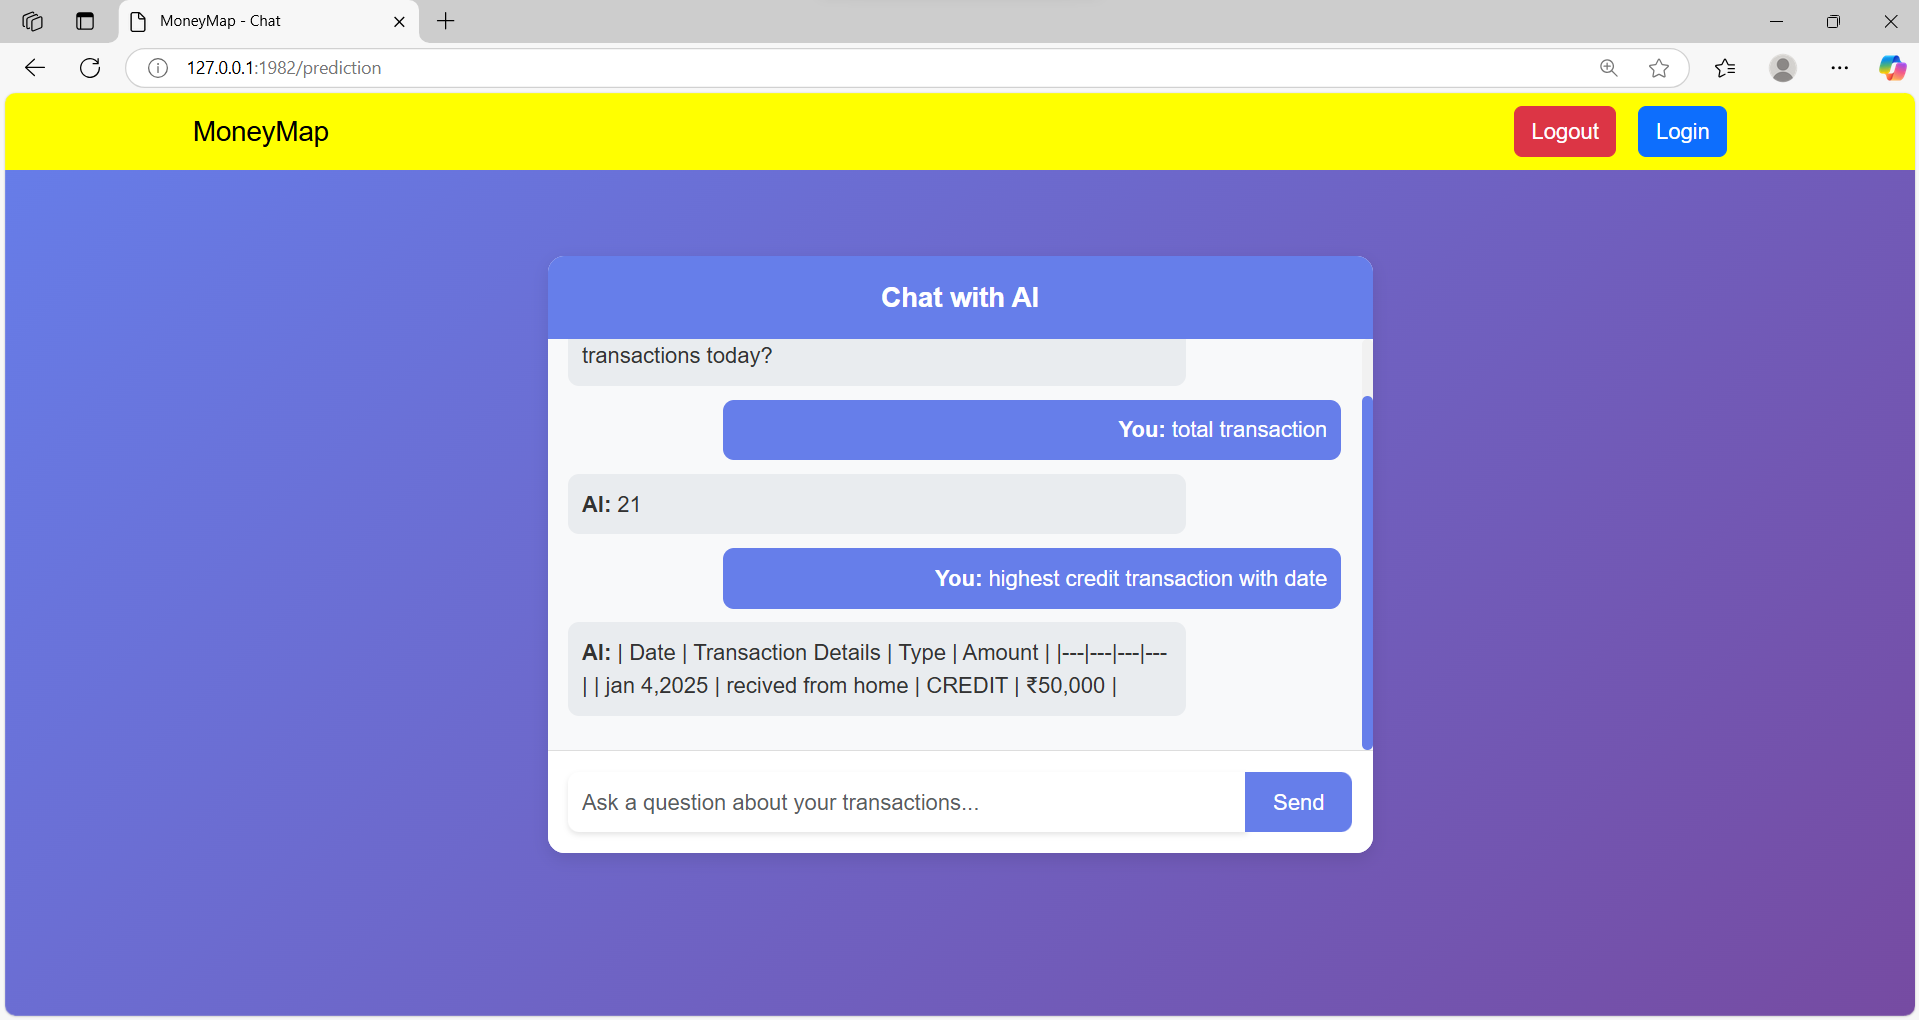 MoneyMap - Chat
127.0.0.1:1982/prediction
MoneyMap
Logout
Login
Chat with AI
transactions today?
You: total transaction
AI: 21
You: highest credit transaction with date
AI: | Date | Transaction Details | Type | Amount | |---|---|---|---
| | jan 4,2025 | recived from home | CREDIT | ₹50,000 |
Ask a question about your transactions...
Send